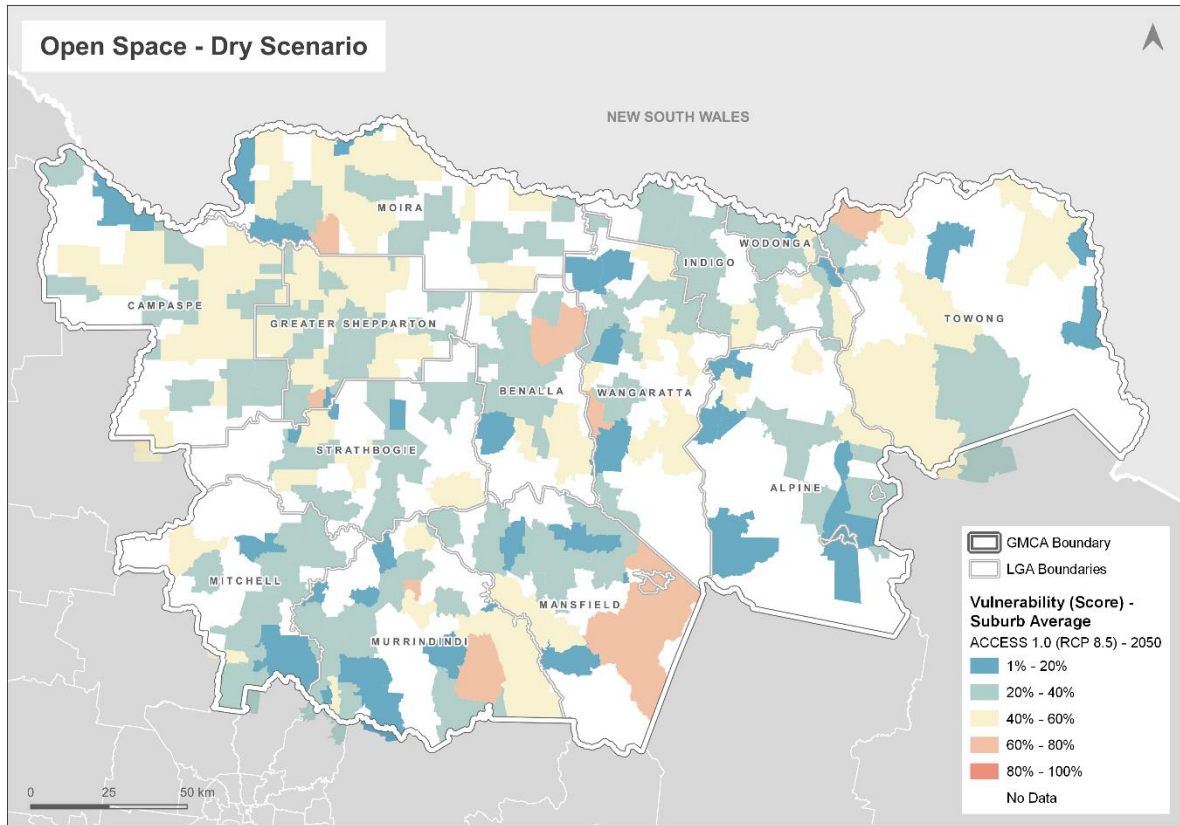 Open Space - Dry Scenario
NEW SOUTH WALES
MOIRA
WODONGA
INDIGO
CAMPASPE
TOWONG
GREATER SHEPPARTON
BENALLA
WANGARATTA
STRATHBOGIE
ALPINE
MITCHELL
MANSFIELD
MURRINDINDI
GMCA Boundary
LGA Boundaries
Vulnerability (Score) -
Suburb Average
ACCESS 1.0 (RCP 8.5) - 2050
1% - 20%
20% - 40%
40% - 60%
60% - 80%
80% - 100%
No Data
0 25 50 km